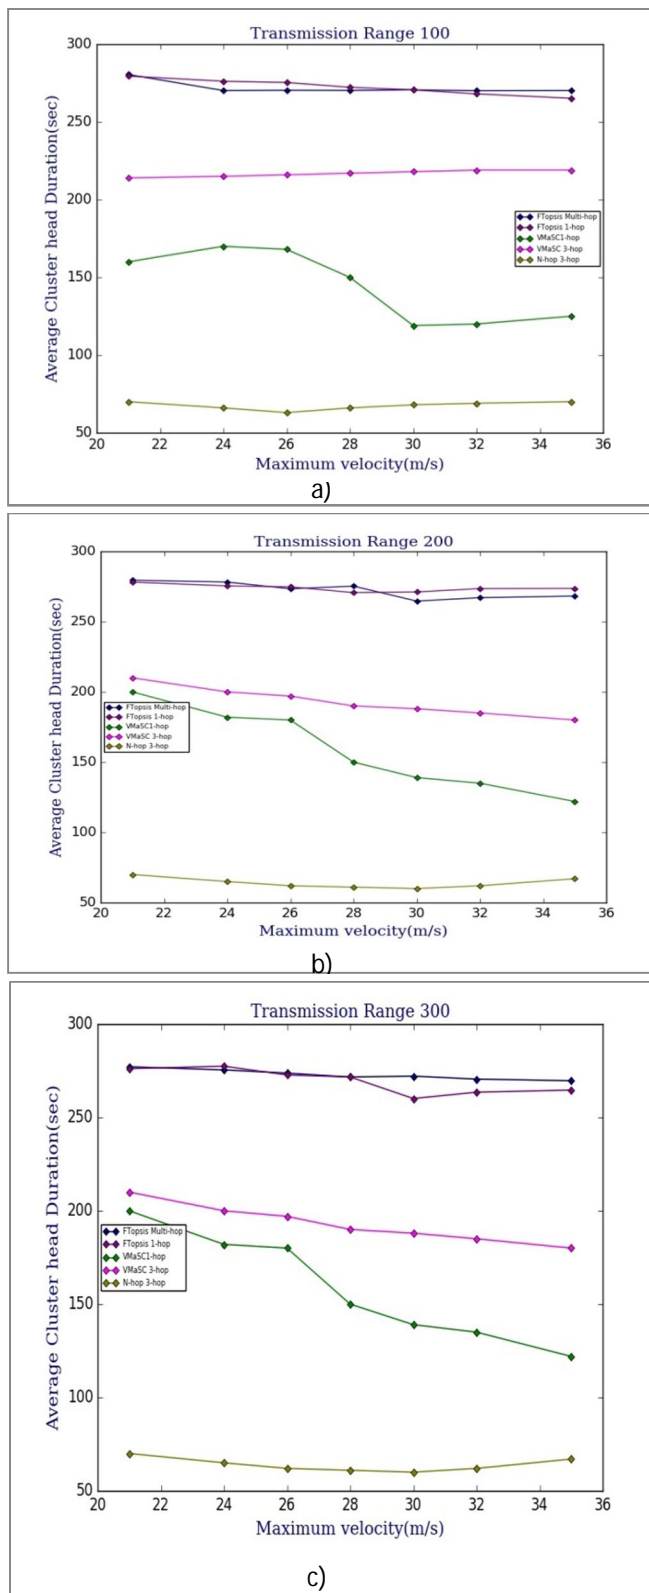 Transmission Range 100
300
250
200
150
100
50
Average Cluster head Duration(sec)
FTopsis Multi-hop
FTopsis 1-hop
VMaSC1-hop
VMaSC 3-hop
N-hop 3-hop
20 22 24 26 28 30 32 34 36
Maximum velocity(m/s)
a)
Transmission Range 200
300
250
200
150
100
50
Average Cluster head Duration(sec)
FTopsis Multi-hop
FTopsis 1-hop
VMaSC1-hop
VMaSC 3-hop
N-hop 3-hop
20 22 24 26 28 30 32 34 36
Maximum velocity(m/s)
b)
Transmission Range 300
300
250
200
150
100
50
Average Cluster head Duration(sec)
FTopsis Multi-hop
FTopsis 1-hop
VMaSC1-hop
VMaSC 3-hop
N-hop 3-hop
20 22 24 26 28 30 32 34 36
Maximum velocity(m/s)
c)